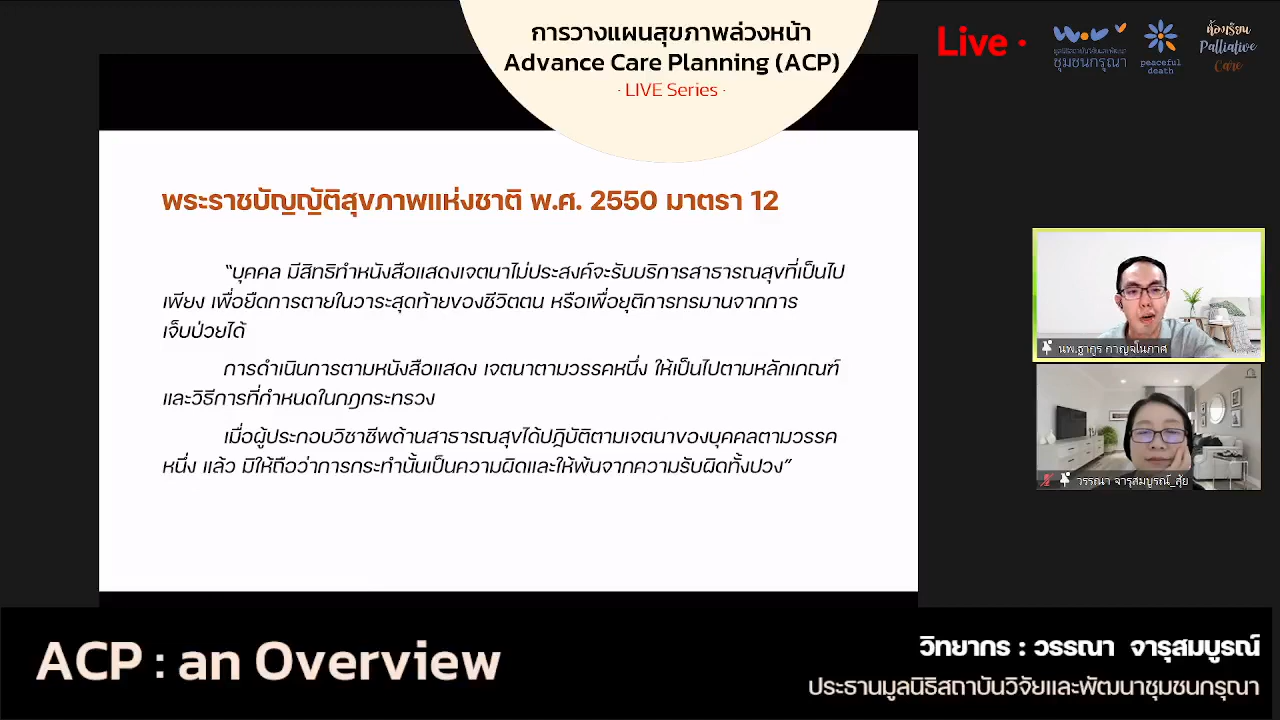 การวางแผนสุขภาพล่วงหน้า
Advance Care Planning (ACP)
· LIVE Series ·
Live ·
ชุมชนกรุณา
peaceful
death
ห้องเรียน
Palliative
Care
พระราชบัญญัติสุขภาพแห่งชาติ พ.ศ. 2550 มาตรา 12
“บุคคล มีสิทธิทำหนังสือแสดงเจตนาไม่ประสงค์จะรับบริการสาธารณสุขที่เป็นไป
เพียง เพื่อยืดการตายในวาระสุดท้ายของชีวิตตน หรือเพื่อยุติการทรมานจากการ
เจ็บป่วยได้
การดำเนินการตามหนังสือแสดง เจตนาตามวรรคหนึ่ง ให้เป็นไปตามหลักเกณฑ์
และวิธีการที่กำหนดในกฎกระทรวง
เมื่อผู้ประกอบวิชาชีพด้านสาธารณสุขได้ปฎิบัติตามเจตนาของบุคคลตามวรรค
หนึ่ง แล้ว มิให้ถือว่าการกระทำนั้นเป็นความผิดและให้พ้นจากความรับผิดทั้งปวง”
นพ.ฐากูร กาญจโนภาศ
วรรณา จารุสมบูรณ์_สุ้ย
ACP : an Overview
วิทยากร : วรรณา จารุสมบูรณ์
ประธานมูลนิธิสถาบันวิจัยและพัฒนาชุมชนกรุณา